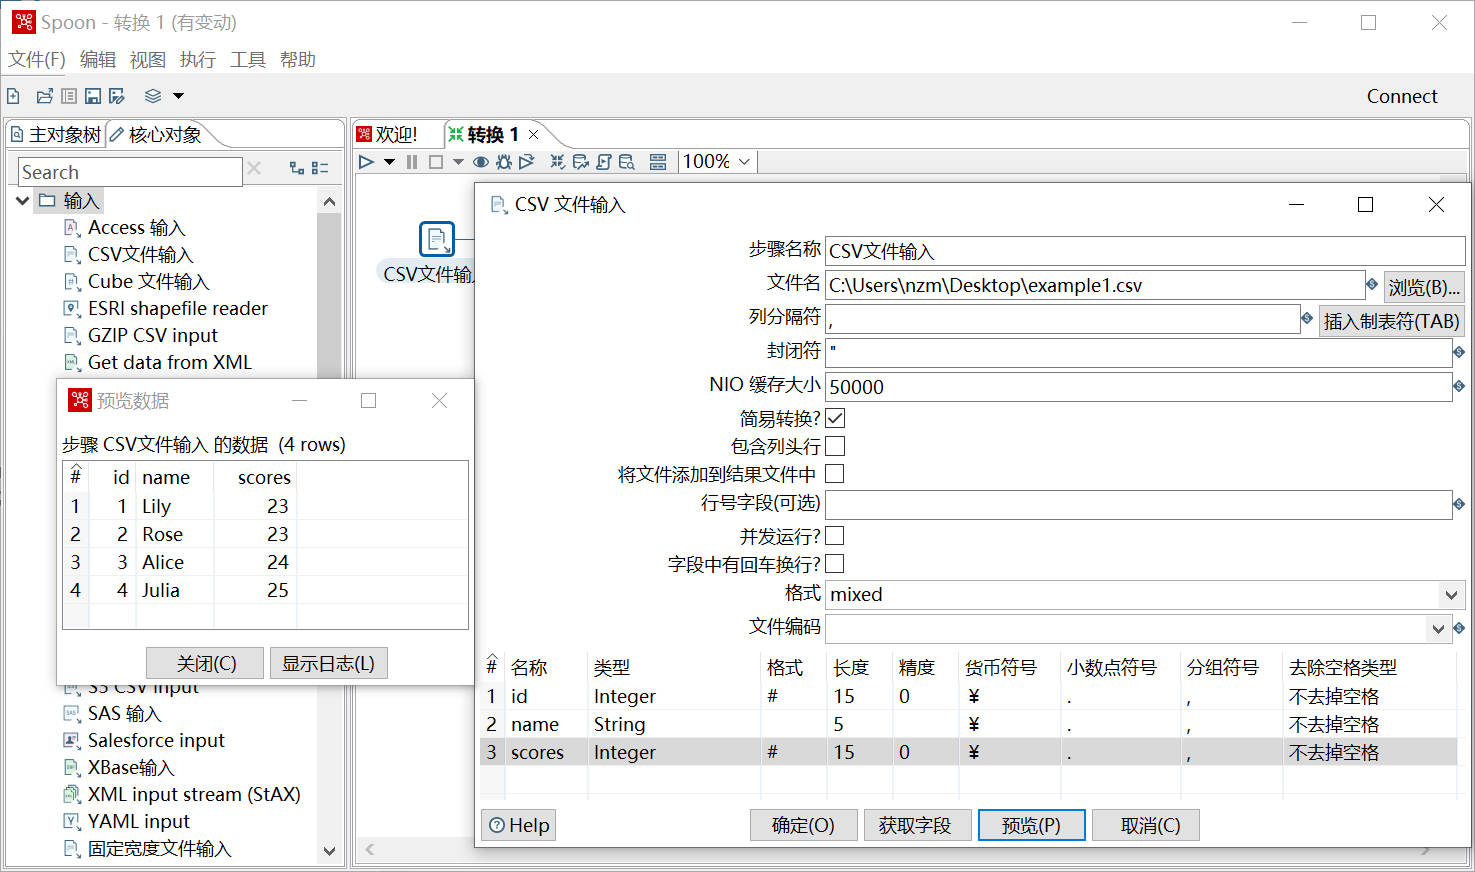 Spoon - 转换 1 (有变动)
文件(F) 编辑 视图 执行 工具 帮助
Connect
主对象树 核心对象
Search
输入
Access 输入
CSV文件输入
Cube 文件输入
ESRI shapefile reader
GZIP CSV input
Get data from XML
S3 CSV input
SAS 输入
Salesforce input
XBase输入
XML input stream (StAX)
YAML input
固定宽度文件输入
欢迎! 转换 1
100%
CSV文件输
预览数据
步骤 CSV文件输入 的数据 (4 rows)
# id name scores
1 1 Lily 23
2 2 Rose 23
3 3 Alice 24
4 4 Julia 25
关闭(C) 显示日志(L)
CSV 文件输入
步骤名称 CSV文件输入
文件名 C:\Users\nzm\Desktop\example1.csv 浏览(B)...
列分隔符 , 插入制表符(TAB)
封闭符 "
NIO 缓存大小 50000
简易转换?
包含列头行
将文件添加到结果文件中
行号字段(可选)
并发运行?
字段中有回车换行?
格式 mixed
文件编码
# 名称 类型 格式 长度 精度 货币符号 小数点符号 分组符号 去除空格类型
1 id Integer # 15 0 ¥ . , 不去掉空格
2 name String 5 ¥ . , 不去掉空格
3 scores Integer # 15 0 ¥ . , 不去掉空格
Help 确定(O) 获取字段 预览(P) 取消(C)